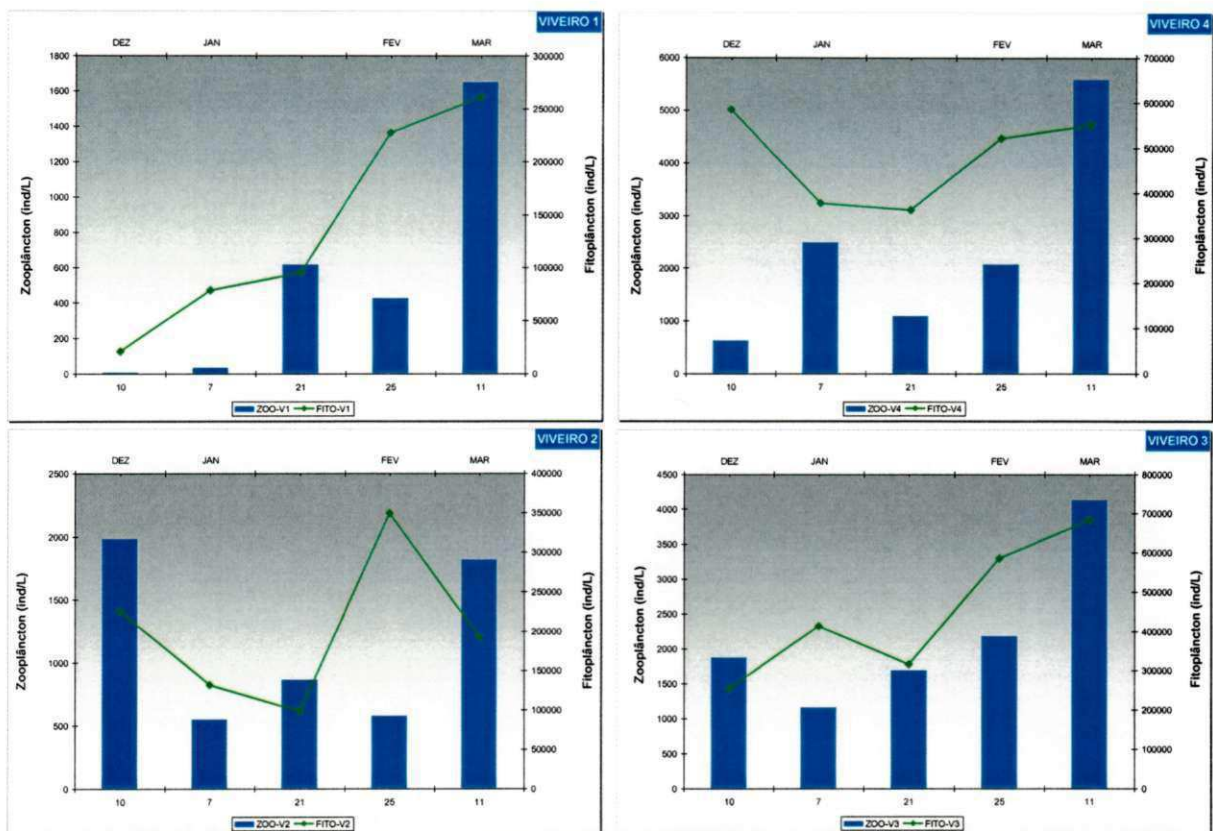 VIVEIRO 1
DEZ JAN FEV MAR
Zooplâncton (ind/L)
1800
1600
1400
1200
1000
800
600
400
200
0
300000
250000
200000
150000
100000
50000
0
Fitoplâncton (ind/L)
10 7 21 25 11
ZOO-V1 FITO-V1
VIVEIRO 4
DEZ JAN FEV MAR
Zooplâncton (ind/L)
6000
5000
4000
3000
2000
1000
0
700000
600000
500000
400000
300000
200000
100000
0
Fitoplâncton (ind/L)
10 7 21 25 11
ZOO-V4 FITO-V4
VIVEIRO 2
DEZ JAN FEV MAR
Zooplâncton (ind/L)
2500
2000
1500
1000
500
0
400000
350000
300000
250000
200000
150000
100000
50000
0
Fitoplâncton (ind/L)
10 7 21 25 11
ZOO-V2 FITO-V2
VIVEIRO 3
DEZ JAN FEV MAR
Zooplâncton (ind/L)
4500
4000
3500
3000
2500
2000
1500
1000
500
0
800000
700000
600000
500000
400000
300000
200000
100000
0
Fitoplâncton (ind/L)
10 7 21 25 11
ZOO-V3 FITO-V3